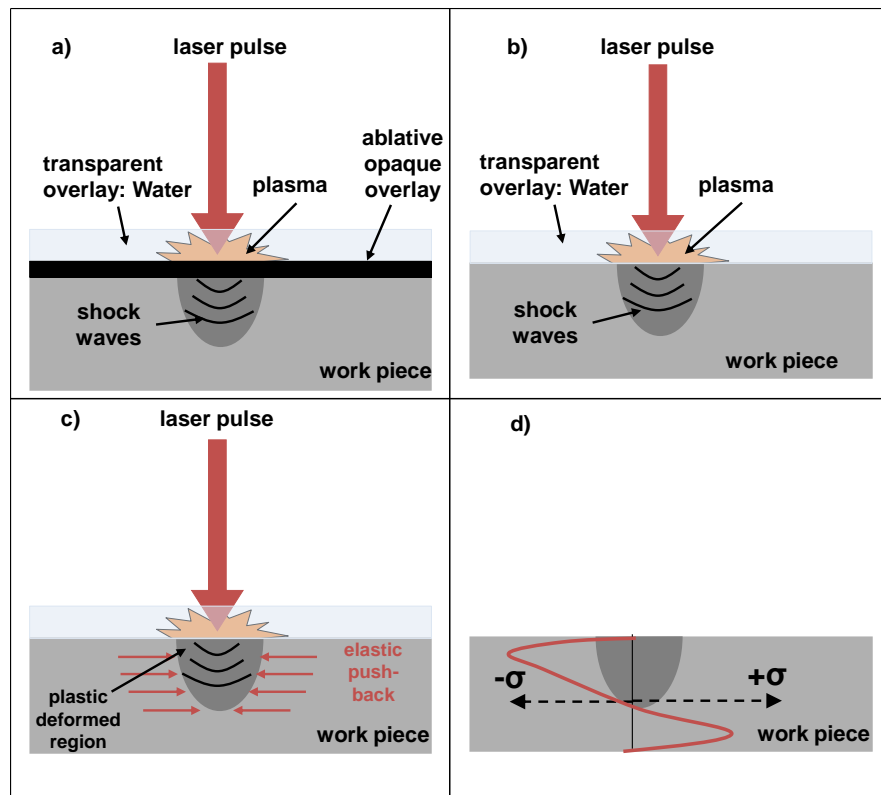 a)
laser pulse
transparent
overlay: Water
plasma
ablative
opaque
overlay
shock
waves
work piece
b)
laser pulse
transparent
overlay: Water
plasma
shock
waves
work piece
c)
laser pulse
elastic
push-
back
plastic
deformed
region
work piece
d)
-σ
+σ
work piece